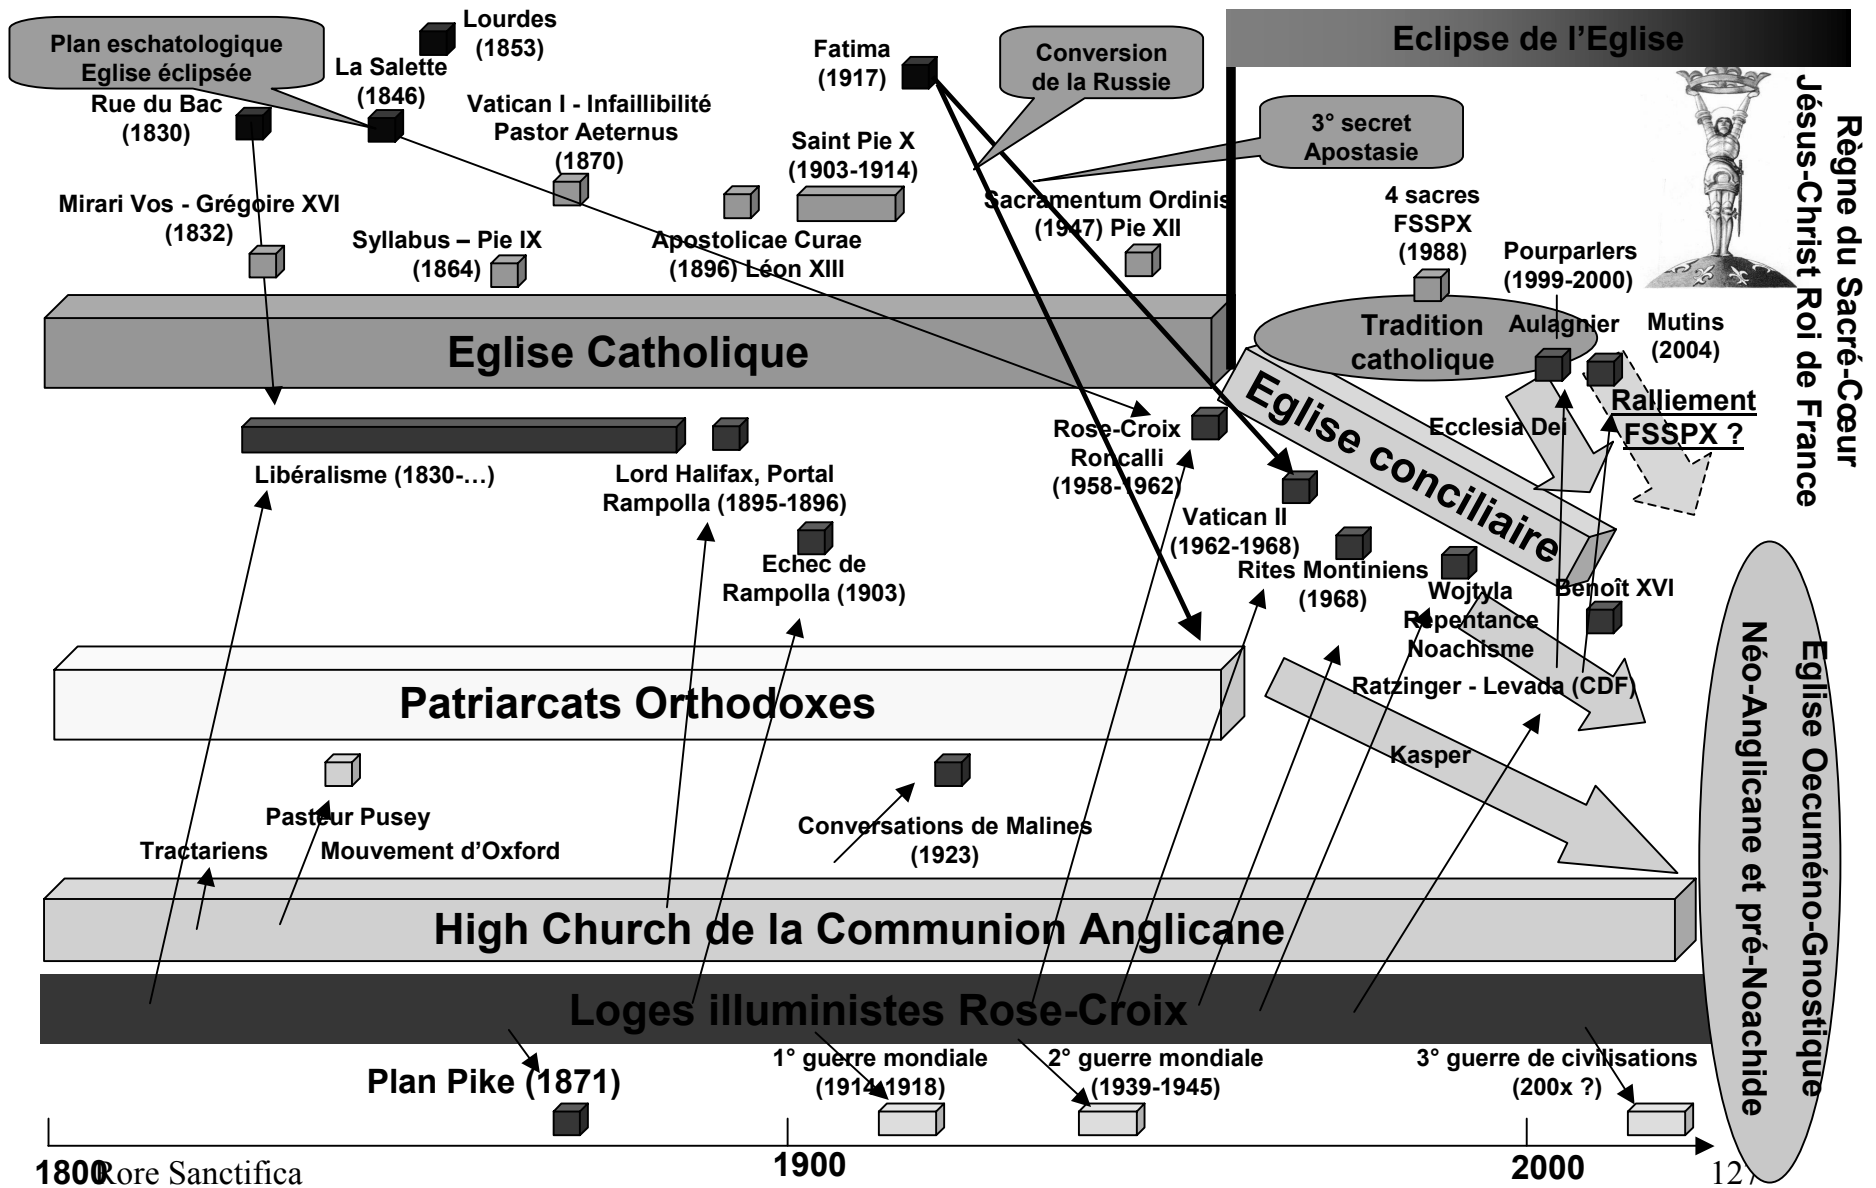 Plan eschatologique
Eglise éclipsée
Lourdes
(1853)
La Salette
(1846)
Rue du Bac
(1830)
Vatican I - Infaillibilité
Pastor Aeternus
(1870)
Fatima
(1917)
Conversion
de la Russie
Eclipse de l'Eglise
3° secret
Apostasie
Saint Pie X
(1903-1914)
Mirari Vos - Grégoire XVI
(1832)
Syllabus – Pie IX
(1864)
Apostolicae Curae
(1896) Léon XIII
Sacramentum Ordinis
(1947) Pie XII
4 sacres
FSSPX
(1988)
Pourparlers
(1999-2000)
Règne du Sacré-Cœur
Jésus-Christ Roi de France
Eglise Catholique
Tradition
catholique
Aulagnier
Mutins
(2004)
Ralliement
FSSPX ?
Ecclesia Dei
Eglise conciliaire
Libéralisme (1830-…)
Lord Halifax, Portal
Rampolla (1895-1896)
Echec de
Rampolla (1903)
Rose-Croix
Roncalli
(1958-1962)
Vatican II
(1962-1968)
Rites Montiniens
(1968)
Wojtyla
Repentance
Noachisme
Benoît XVI
Ratzinger - Levada (CDF)
Kasper
Patriarcats Orthodoxes
Pasteur Pusey
Tractariens
Mouvement d'Oxford
Conversations de Malines
(1923)
High Church de la Communion Anglicane
Loges illuministes Rose-Croix
Eglise Oecuméno-Gnostique
Néo-Anglicane et pré-Noachide
Plan Pike (1871)
1° guerre mondiale
(1914-1918)
2° guerre mondiale
(1939-1945)
3° guerre de civilisations
(200x ?)
1800
1900
2000
Rore Sanctifica
127